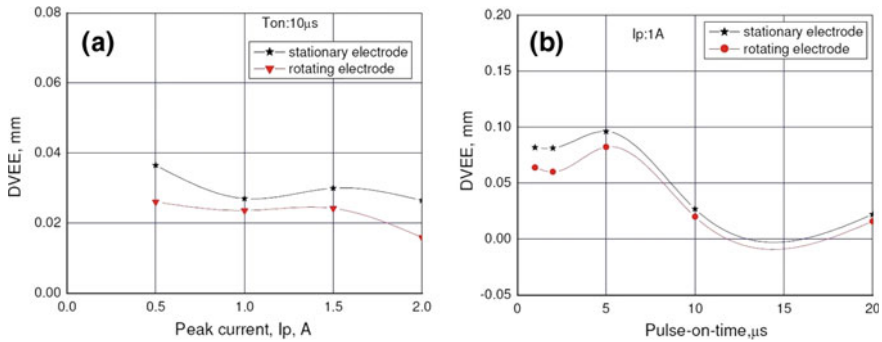 (a)
Ton:10μs
stationary electrode
rotating electrode
DVEE, mm
0.08
0.06
0.04
0.02
0.00
0.0 0.5 1.0 1.5 2.0
Peak current, Ip, A
(b)
Ip:1A
stationary electrode
rotating electrode
DVEE, mm
0.20
0.15
0.10
0.05
0.00
-0.05
0 5 10 15 20
Pulse-on-time,μs